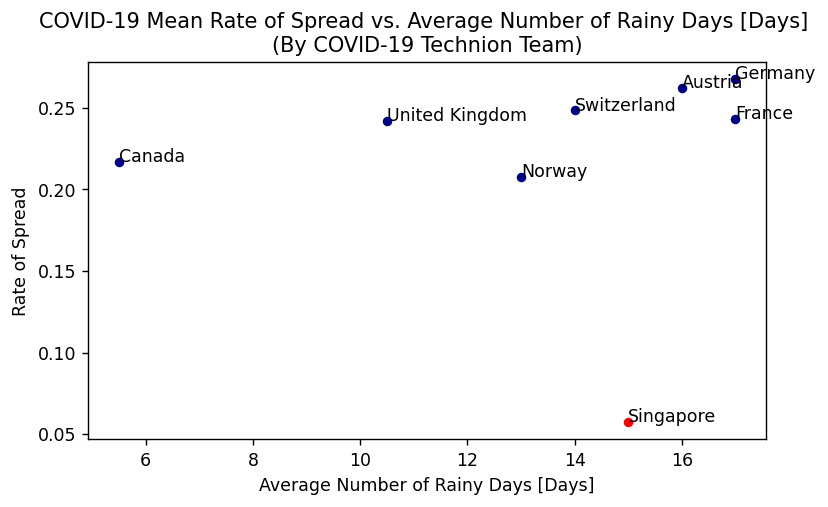 COVID-19 Mean Rate of Spread vs. Average Number of Rainy Days [Days]
(By COVID-19 Technion Team)
Germany
Austria
0.25
Switzerland
France
United Kingdom
Canada
Norway
0.20
Rate of Spread
0.15
0.10
Singapore
0.05
6 8 10 12 14 16
Average Number of Rainy Days [Days]